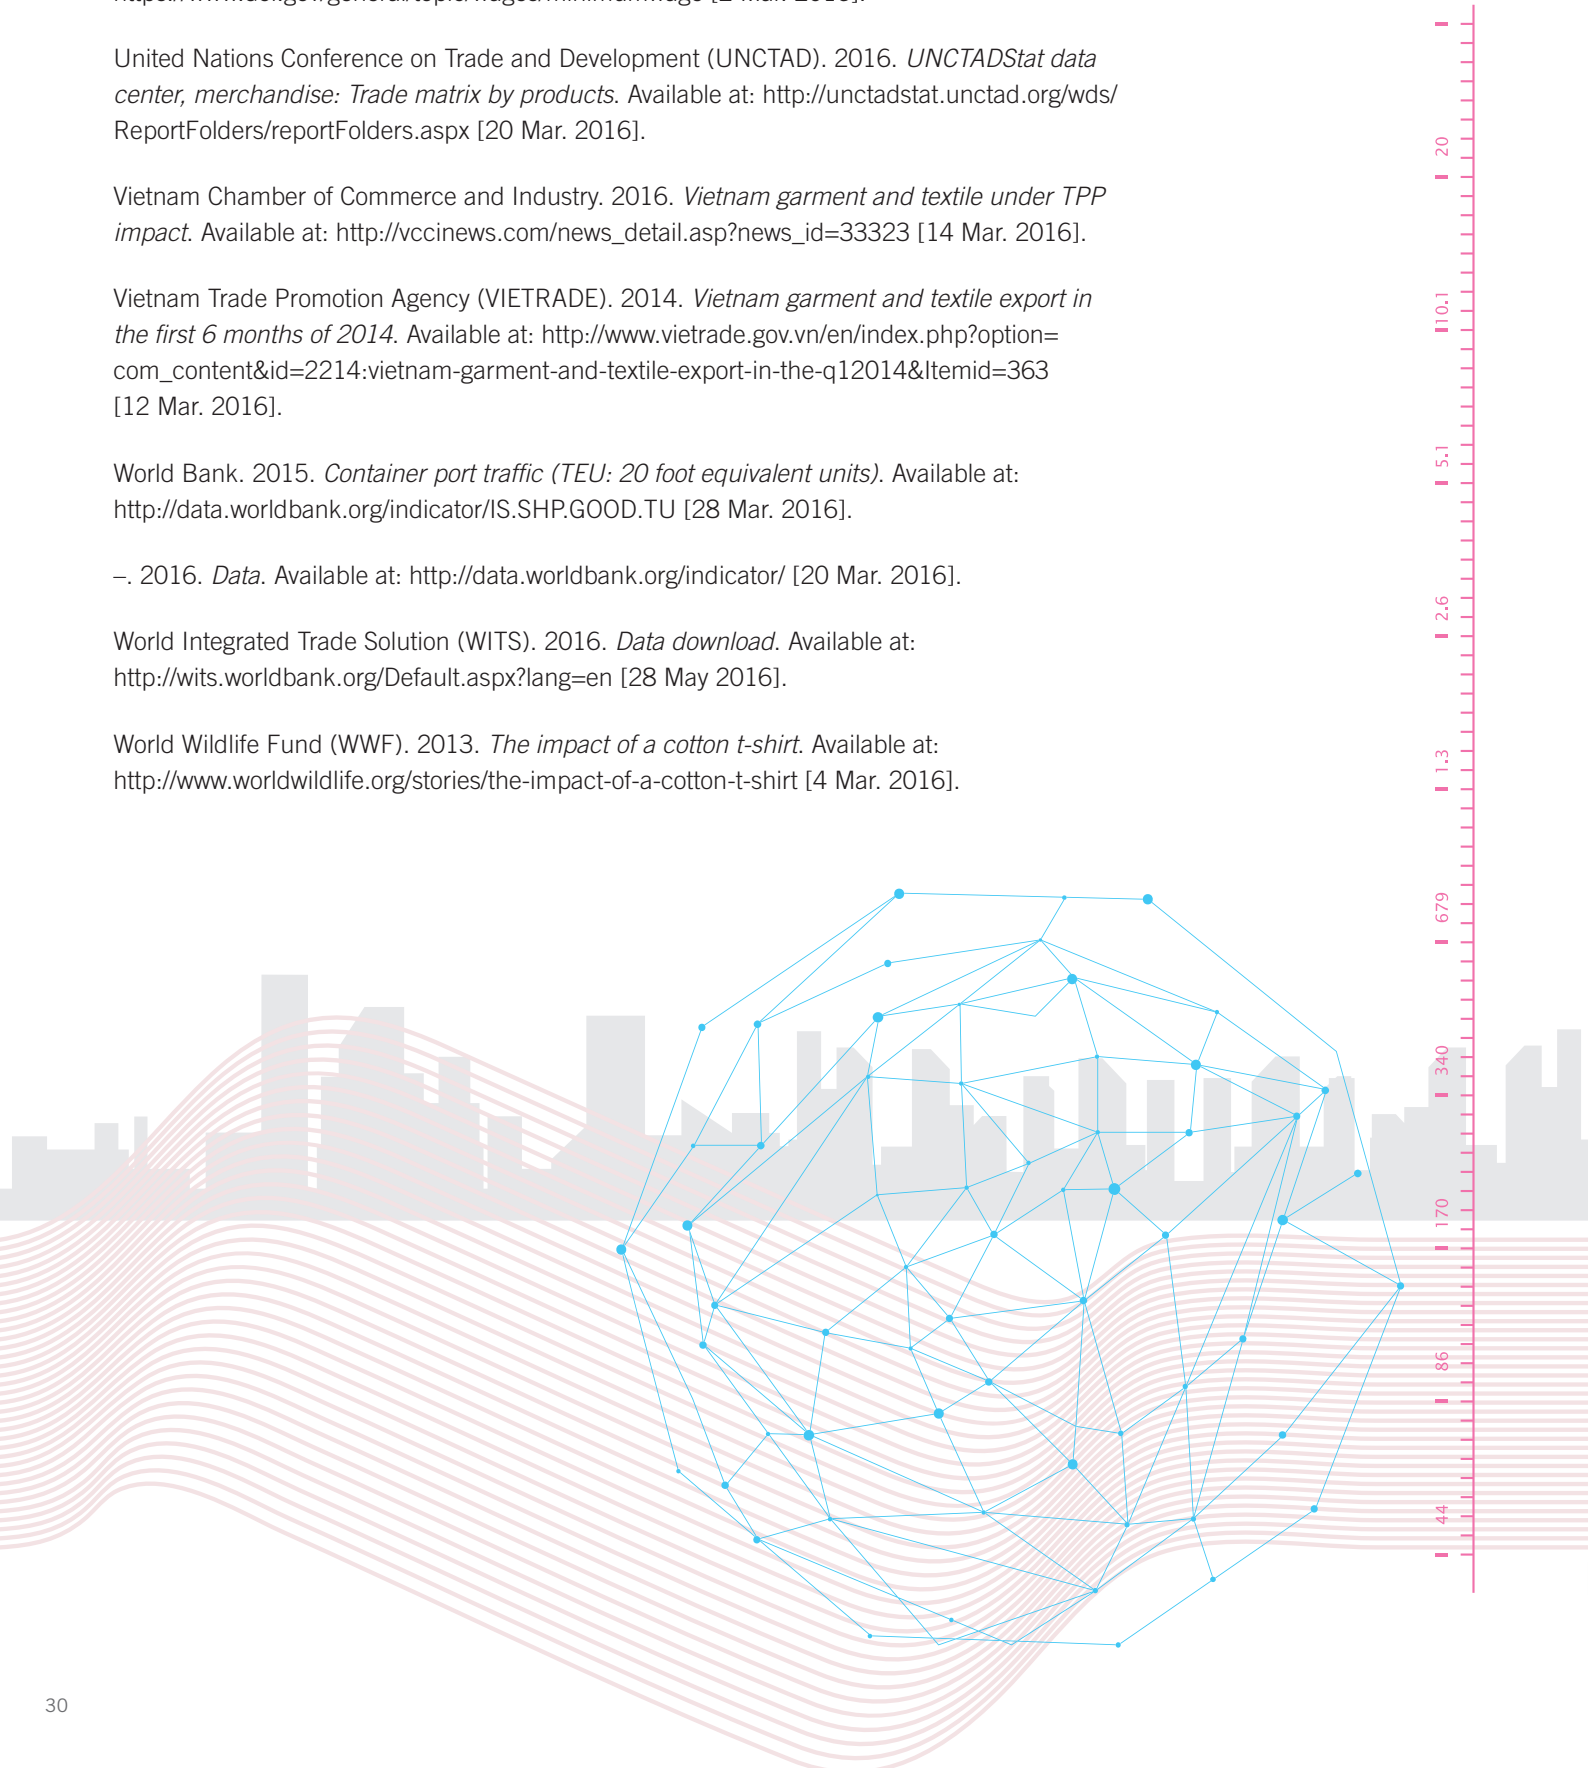 United Nations Conference on Trade and Development (UNCTAD). 2016. UNCTADStat data
center, merchandise: Trade matrix by products. Available at: http://unctadstat.unctad.org/wds/
ReportFolders/reportFolders.aspx [20 Mar. 2016].
Vietnam Chamber of Commerce and Industry. 2016. Vietnam garment and textile under TPP
impact. Available at: http://vccinews.com/news_detail.asp?news_id=33323 [14 Mar. 2016].
Vietnam Trade Promotion Agency (VIETRADE). 2014. Vietnam garment and textile export in
the first 6 months of 2014. Available at: http://www.vietrade.gov.vn/en/index.php?option=
com_content&id=2214:vietnam-garment-and-textile-export-in-the-q12014&Itemid=363
[12 Mar. 2016].
World Bank. 2015. Container port traffic (TEU: 20 foot equivalent units). Available at:
http://data.worldbank.org/indicator/IS.SHP.GOOD.TU [28 Mar. 2016].
–. 2016. Data. Available at: http://data.worldbank.org/indicator/ [20 Mar. 2016].
World Integrated Trade Solution (WITS). 2016. Data download. Available at:
http://wits.worldbank.org/Default.aspx?lang=en [28 May 2016].
World Wildlife Fund (WWF). 2013. The impact of a cotton t-shirt. Available at:
http://www.worldwildlife.org/stories/the-impact-of-a-cotton-t-shirt [4 Mar. 2016].
20
10.1
5.1
2.6
1.3
679
340
170
86
44
30